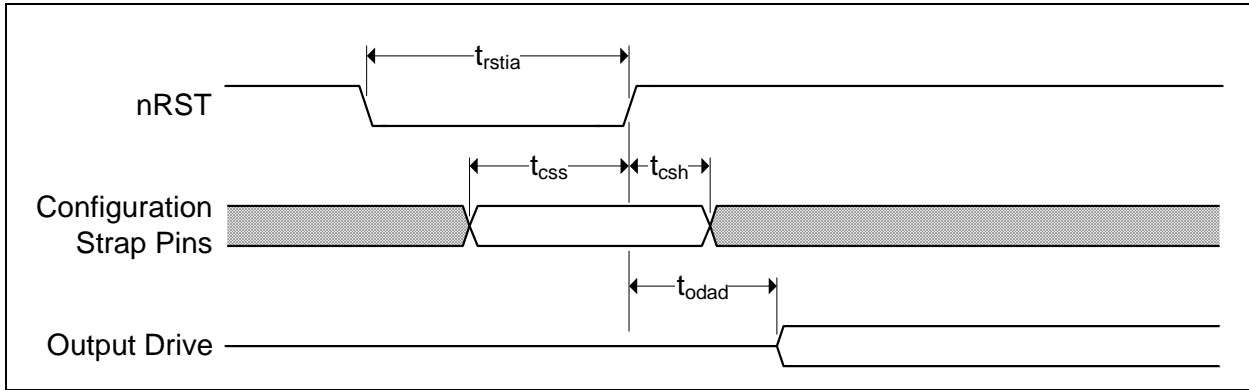 t_rstia
nRST
t_css
t_csh
Configuration
Strap Pins
t_odad
Output Drive